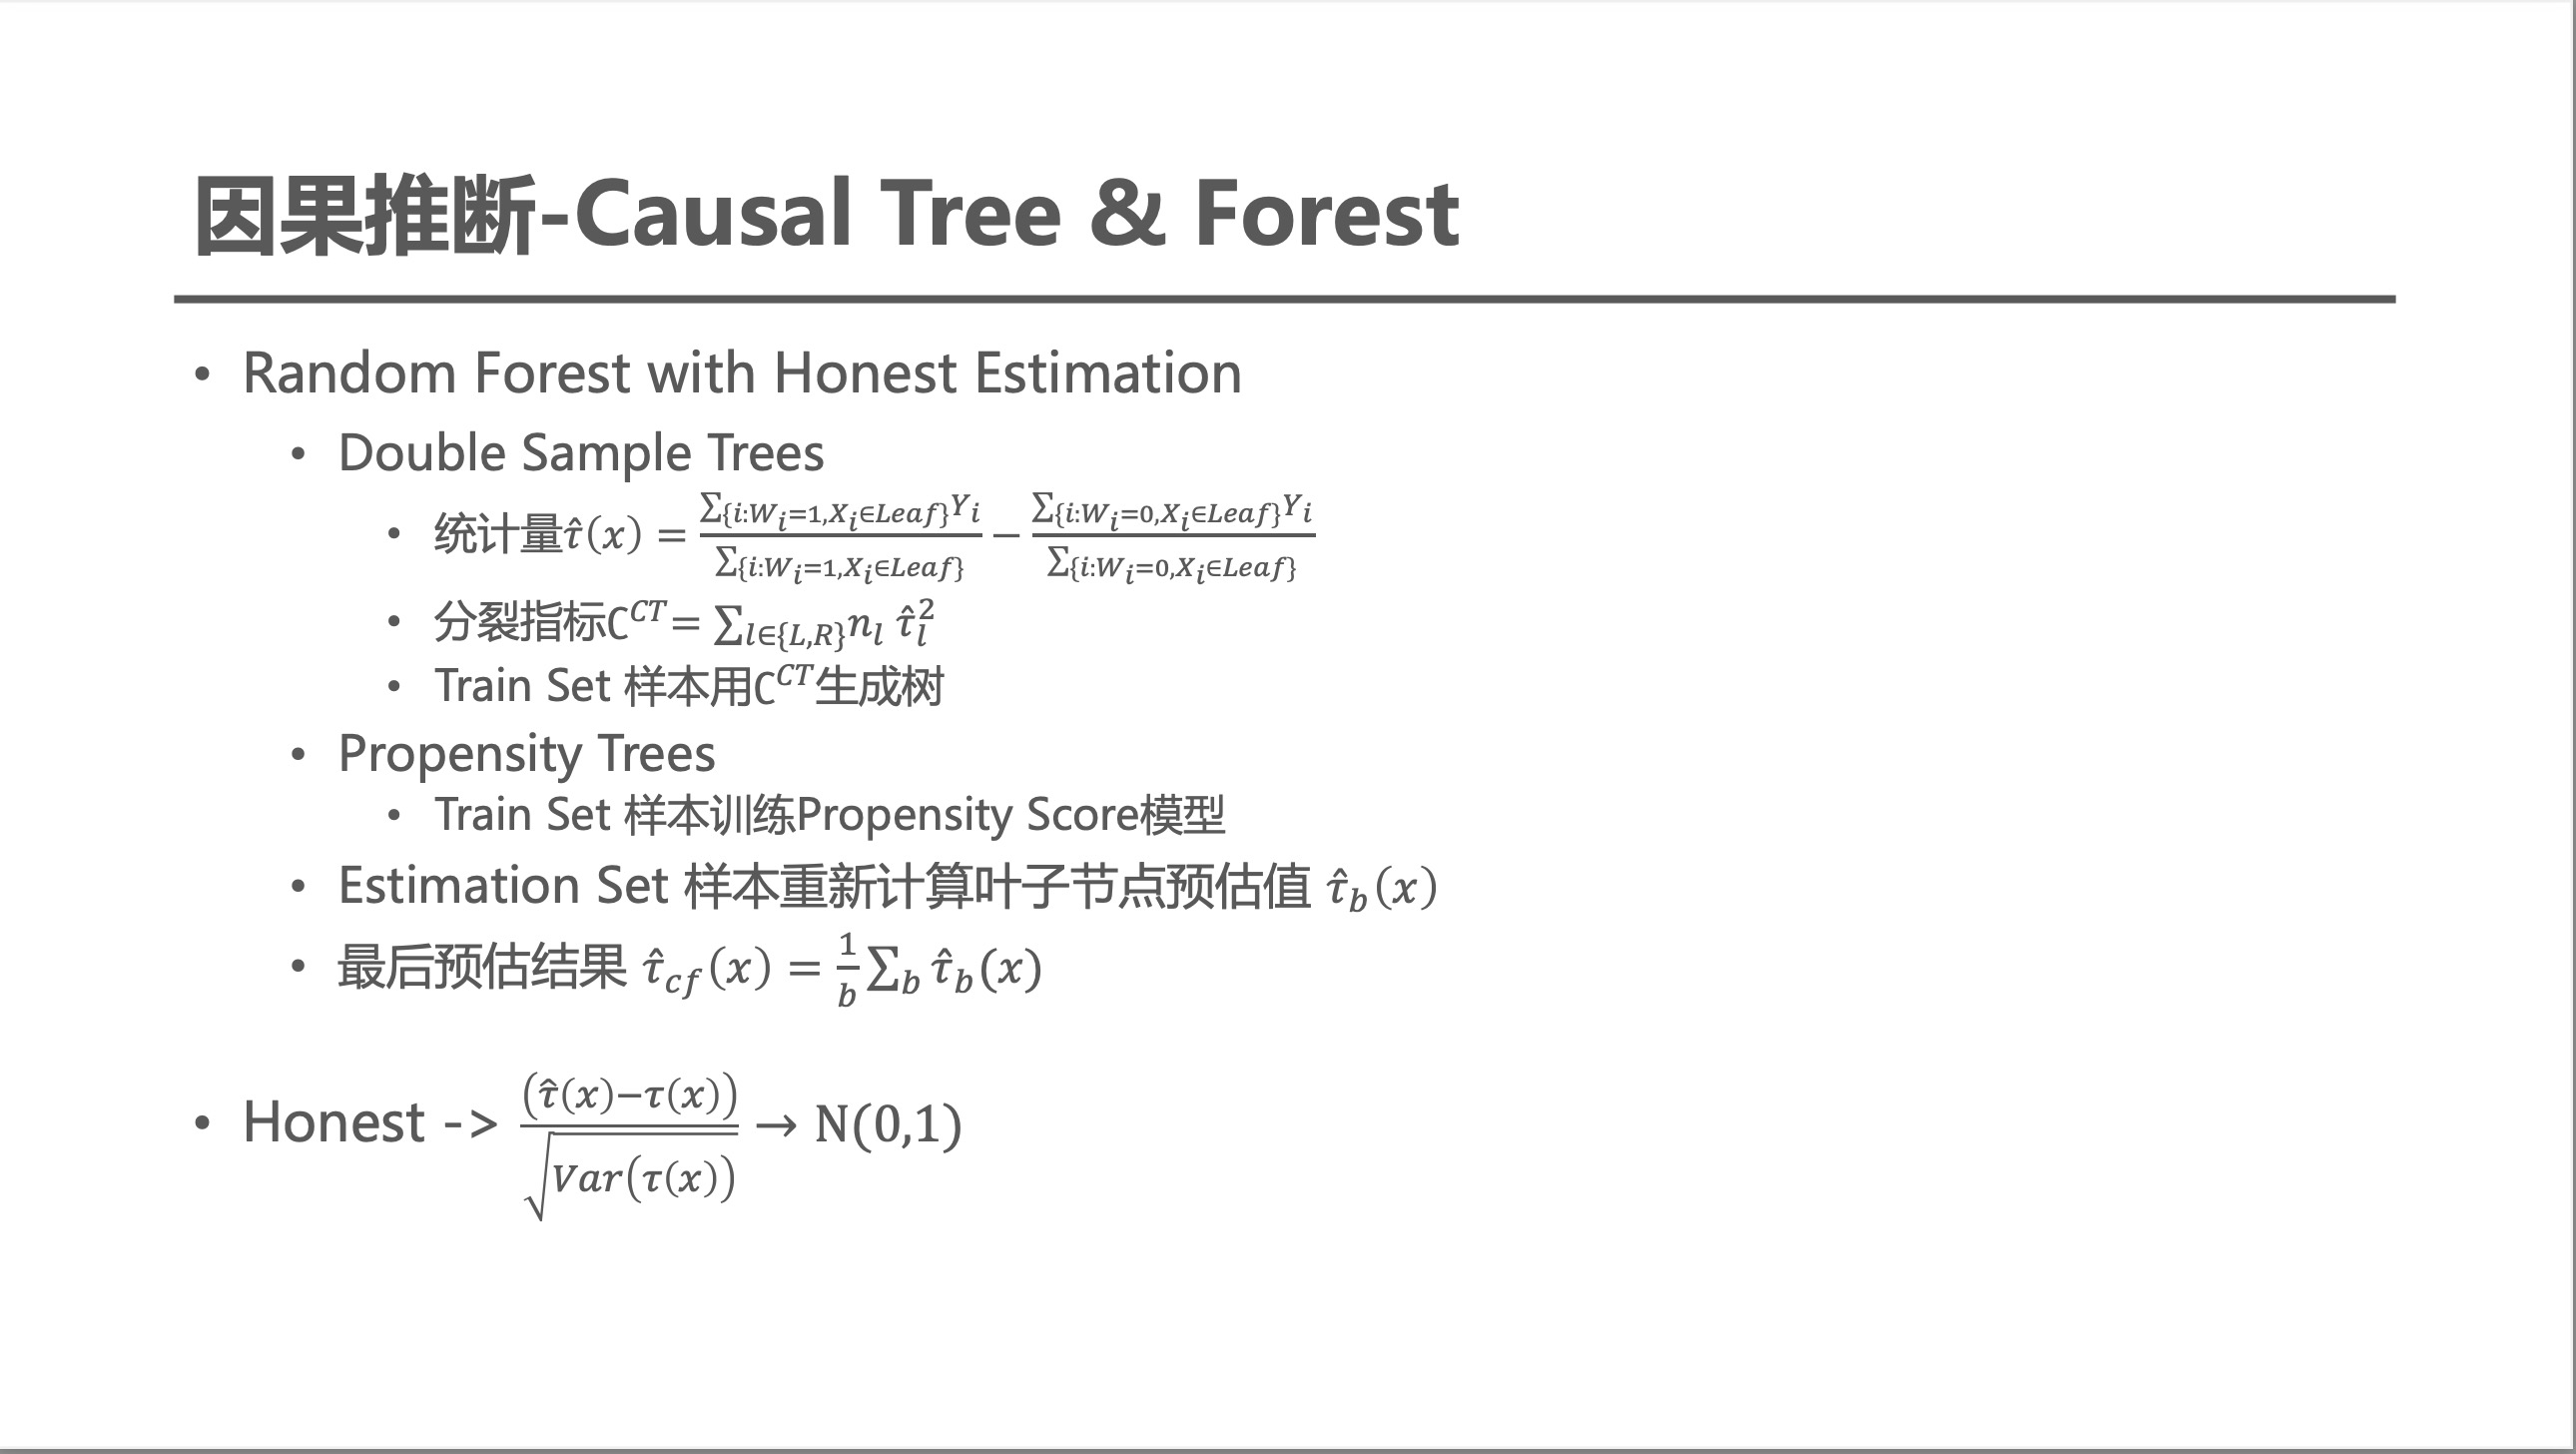 因果推断-Causal Tree & Forest
• Random Forest with Honest Estimation
• Double Sample Trees
• 统计量$\hat{\tau}(x) = \frac{\sum_{\{i:W_i=1,X_i\in Leaf\}} Y_i}{\sum_{\{i:W_i=1,X_i\in Leaf\}}} - \frac{\sum_{\{i:W_i=0,X_i\in Leaf\}} Y_i}{\sum_{\{i:W_i=0,X_i\in Leaf\}}}$
• 分裂指标$C^{CT} = \sum_{l\in\{L,R\}} n_l \hat{\tau}_l^2$
• Train Set 样本用$C^{CT}$生成树
• Propensity Trees
• Train Set 样本训练Propensity Score模型
• Estimation Set 样本重新计算叶子节点预估值 $\hat{\tau}_b(x)$
• 最后预估结果 $\hat{\tau}_{cf}(x) = \frac{1}{b}\sum_b \hat{\tau}_b(x)$
• Honest -> $\frac{(\hat{\tau}(x)-\tau(x))}{\sqrt{Var(\tau(x))}} \to N(0,1)$